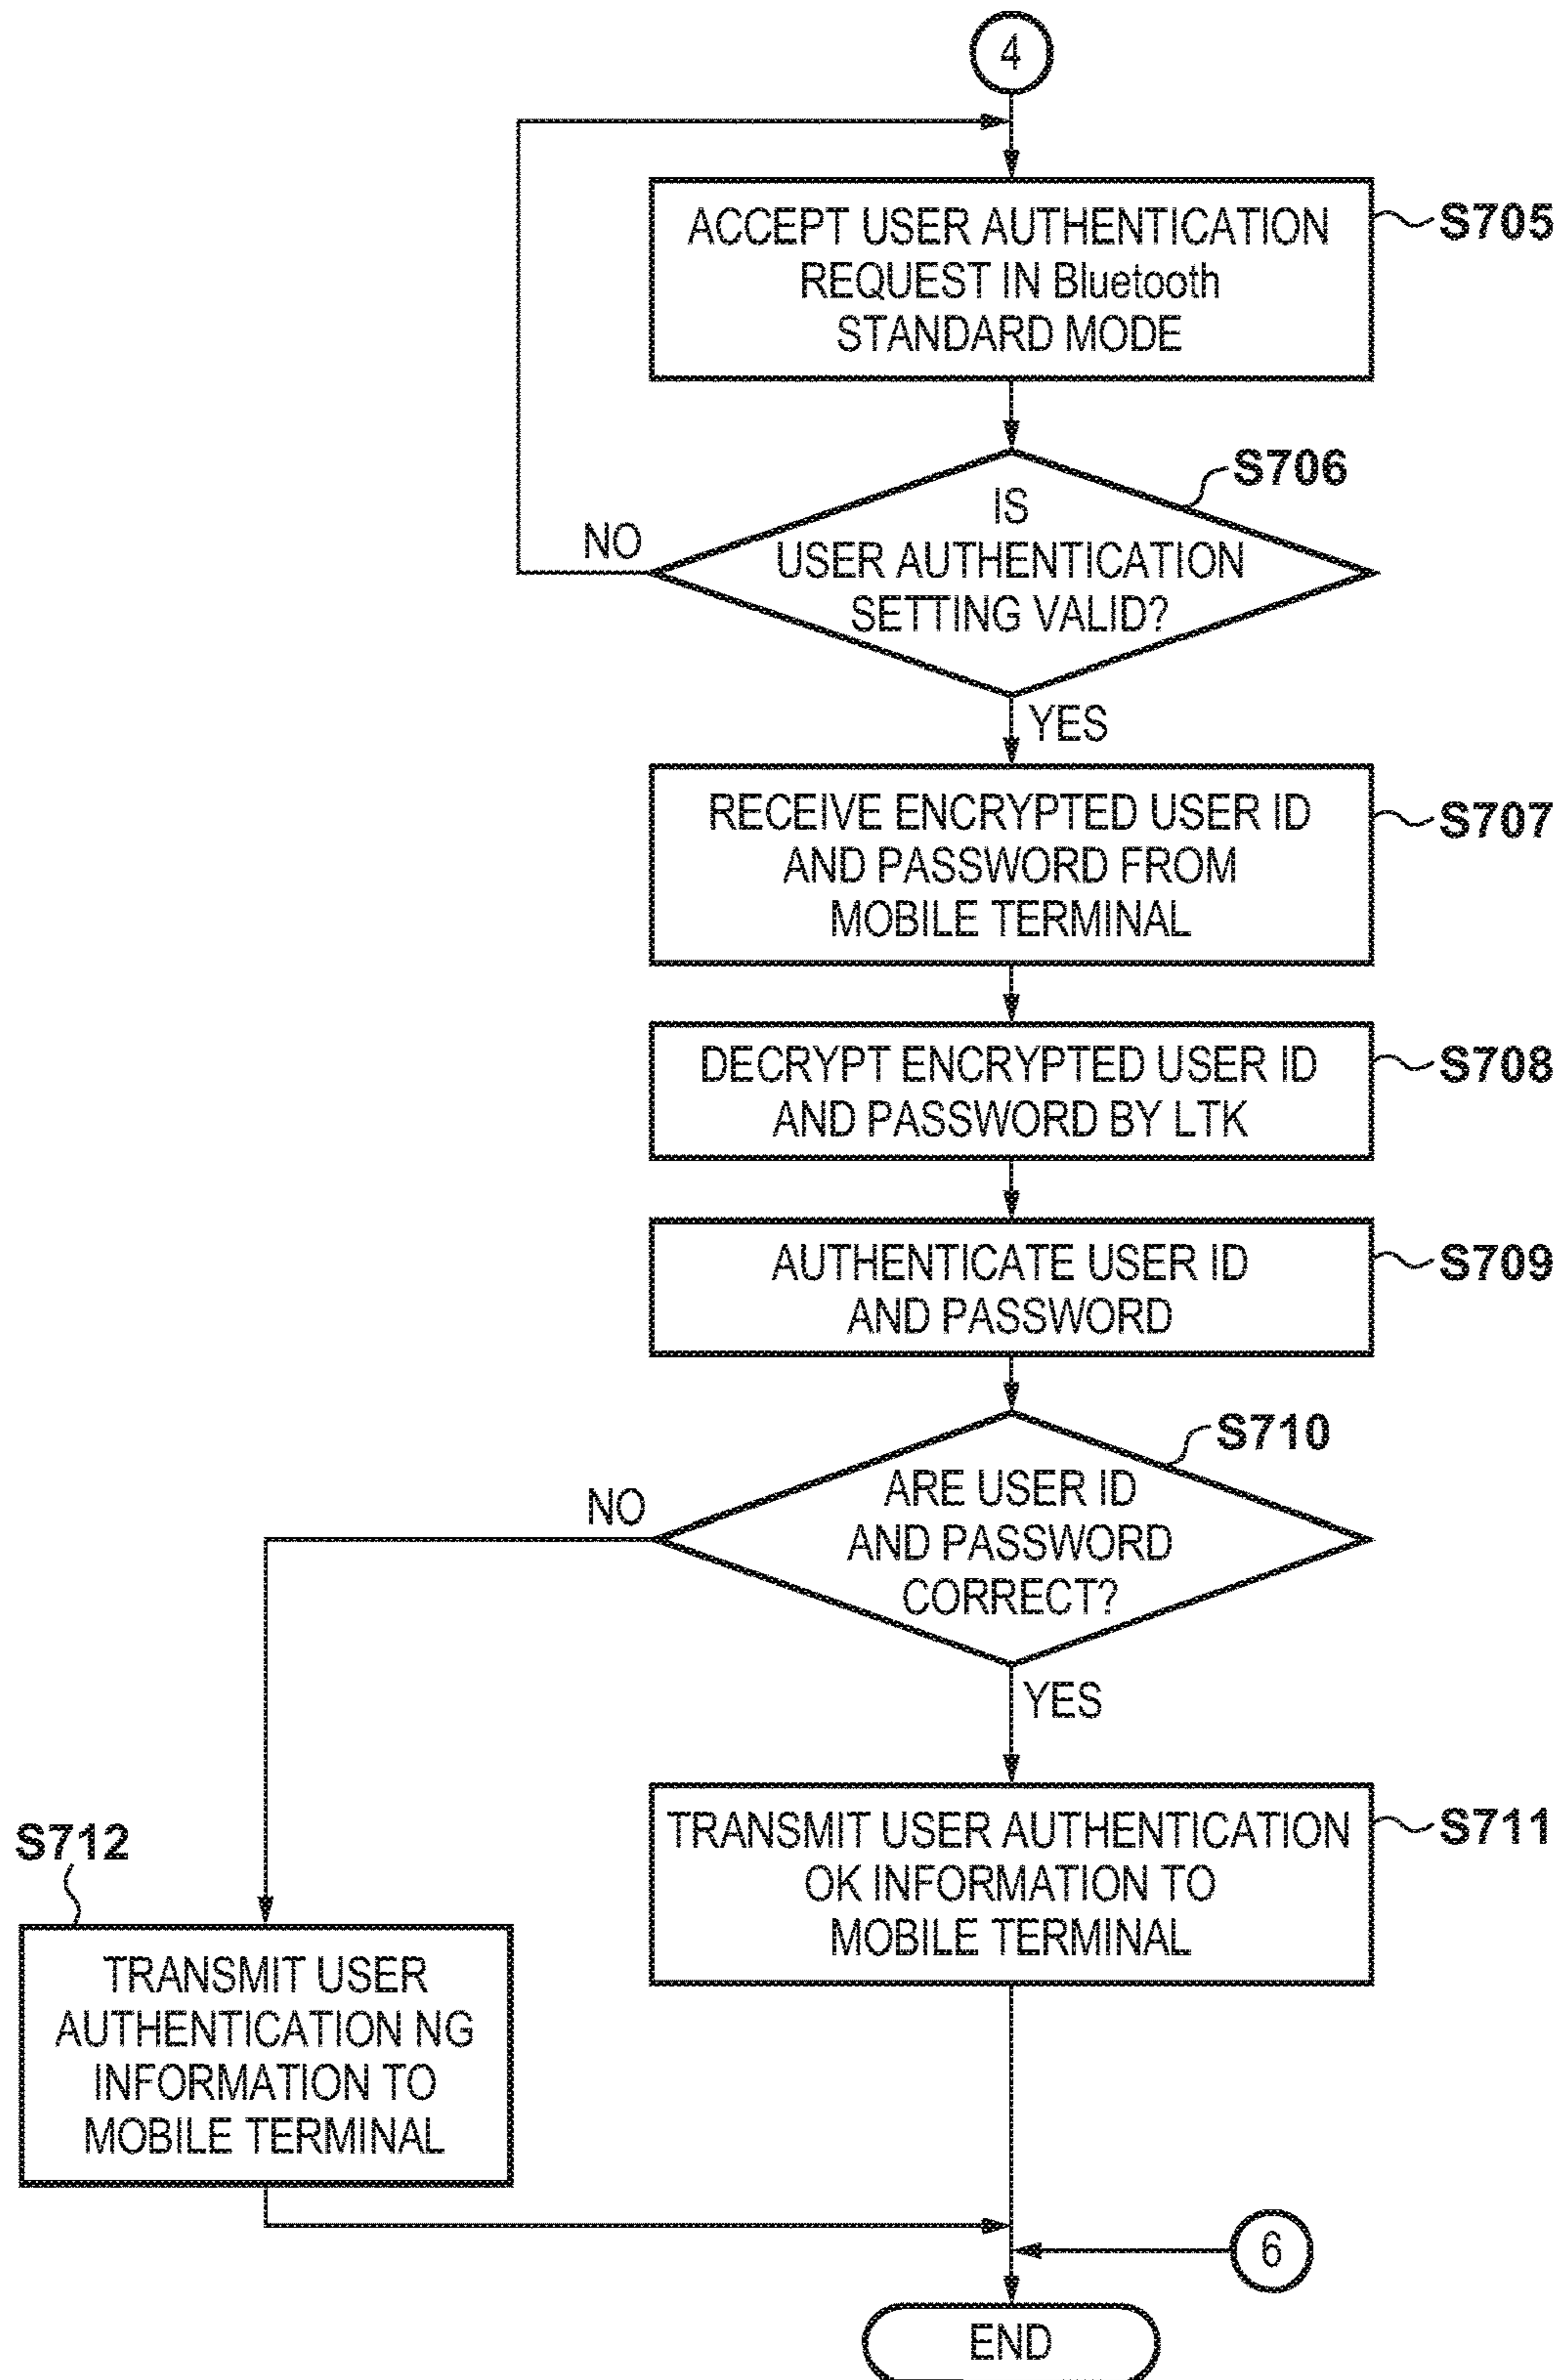 4
ACCEPT USER AUTHENTICATION
REQUEST IN Bluetooth
STANDARD MODE
S705
S706
IS
USER AUTHENTICATION
SETTING VALID?
NO
YES
RECEIVE ENCRYPTED USER ID
AND PASSWORD FROM
MOBILE TERMINAL
S707
DECRYPT ENCRYPTED USER ID
AND PASSWORD BY LTK
S708
AUTHENTICATE USER ID
AND PASSWORD
S709
S710
ARE USER ID
AND PASSWORD
CORRECT?
NO
YES
TRANSMIT USER AUTHENTICATION
OK INFORMATION TO
MOBILE TERMINAL
S711
S712
TRANSMIT USER
AUTHENTICATION NG
INFORMATION TO
MOBILE TERMINAL
6
END